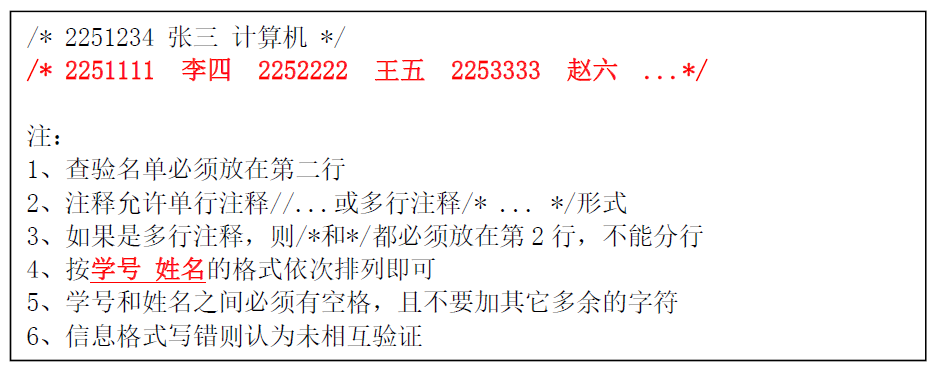 /* 2251234 张三 计算机 */
/* 2251111 李四 2252222 王五 2253333 赵六 ...*/
注：
1、查验名单必须放在第二行
2、注释允许单行注释//...或多行注释/* ... */形式
3、如果是多行注释，则/*和*/都必须放在第2行，不能分行
4、按学号 姓名的格式依次排列即可
5、学号和姓名之间必须有空格，且不要加其它多余的字符
6、信息格式写错则认为未相互验证